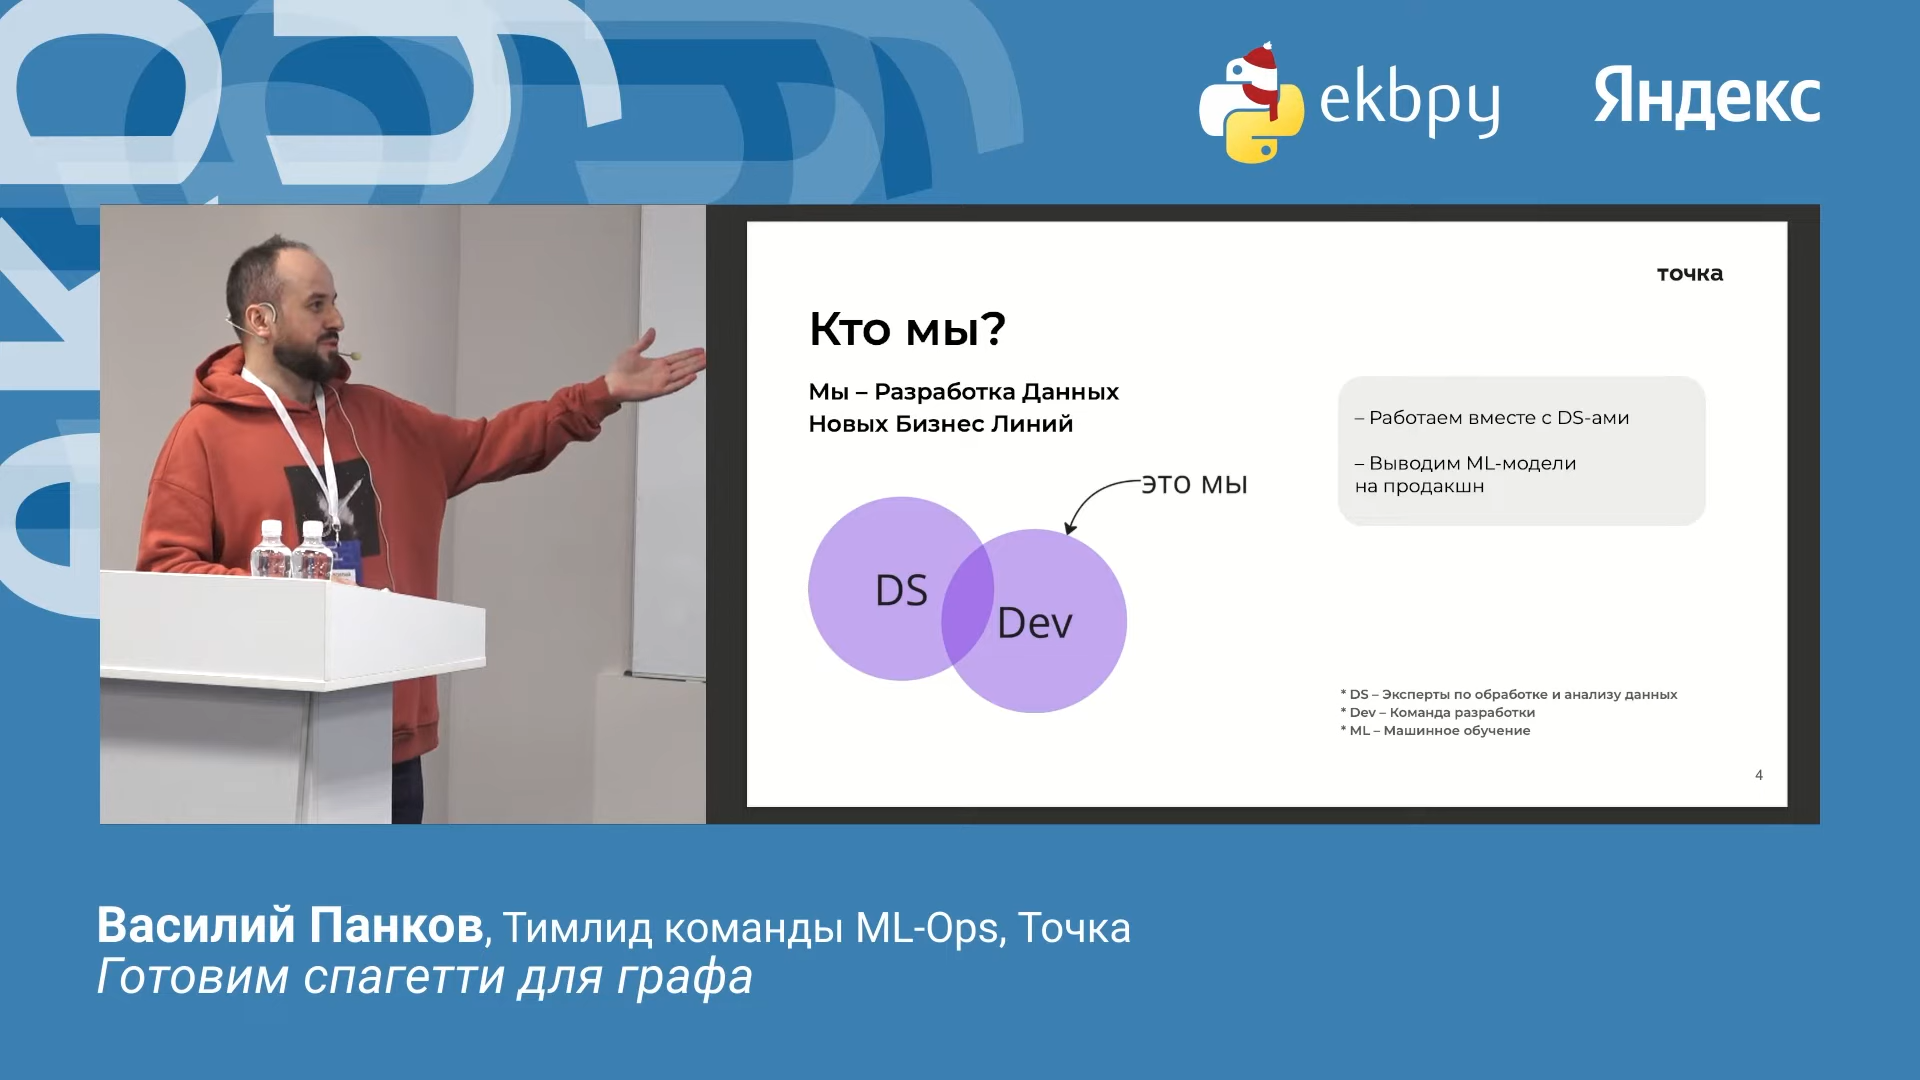 ekbpy
Яндекс
точка
Кто мы?
Мы – Разработка Данных
Новых Бизнес Линий
– Работаем вместе с DS-ами
– Выводим ML-модели
на продакшн
это мы
DS
Dev
* DS – Эксперты по обработке и анализу данных
* Dev – Команда разработки
* ML – Машинное обучение
4
Василий Панков, Тимлид команды ML-Ops, Точка
Готовим спагетти для графа